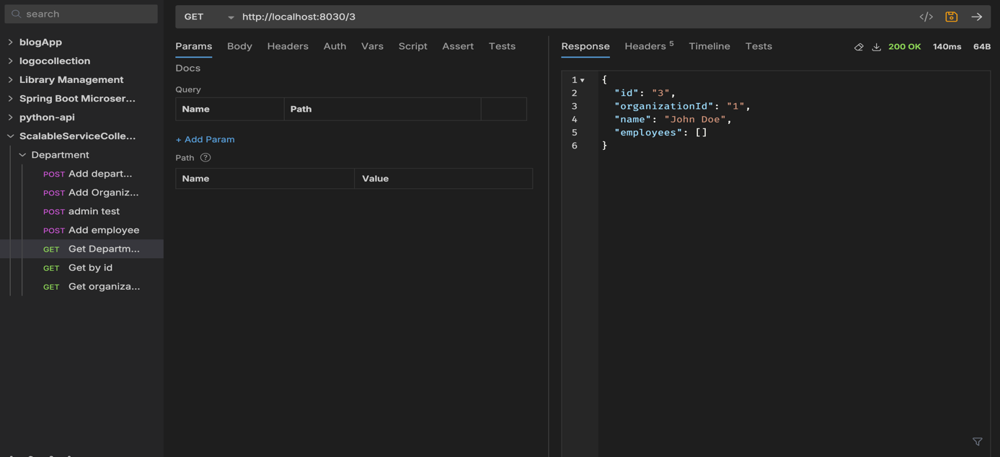 search
blogApp
logocollection
Library Management
Spring Boot Microser...
python-api
ScalableServiceColle...
Department
POST Add depart...
POST Add Organiz...
POST admin test
POST Add employee
GET Get Departm...
GET Get by id
GET Get organiza...
GET http://localhost:8030/3 </>
Params Body Headers Auth Vars Script Assert Tests
Docs
Query
Name Path
+ Add Param
Path ?
Name Value
Response Headers 5 Timeline Tests 200 OK 140ms 64B
1 {
2 "id": "3",
3 "organizationId": "1",
4 "name": "John Doe",
5 "employees": []
6 }